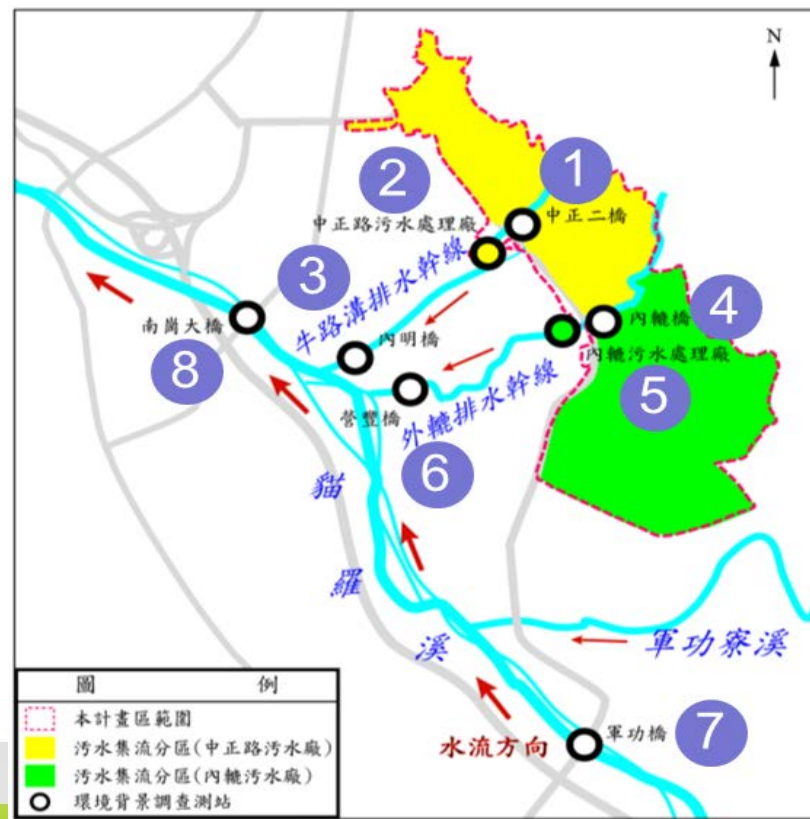 N
1
2
中正二橋
中正路污水處理廠
3
牛路溝排水幹線
4
內轆橋
南崗大橋
內明橋
內轆污水處理廠
8
5
營豐橋
外轆排水幹線
6
貓羅溪
軍功寮溪
圖 例
本計畫區範圍
污水集流分區(中正路污水廠)
污水集流分區(內轆污水廠)
環境背景調查測站
水流方向
軍功橋
7